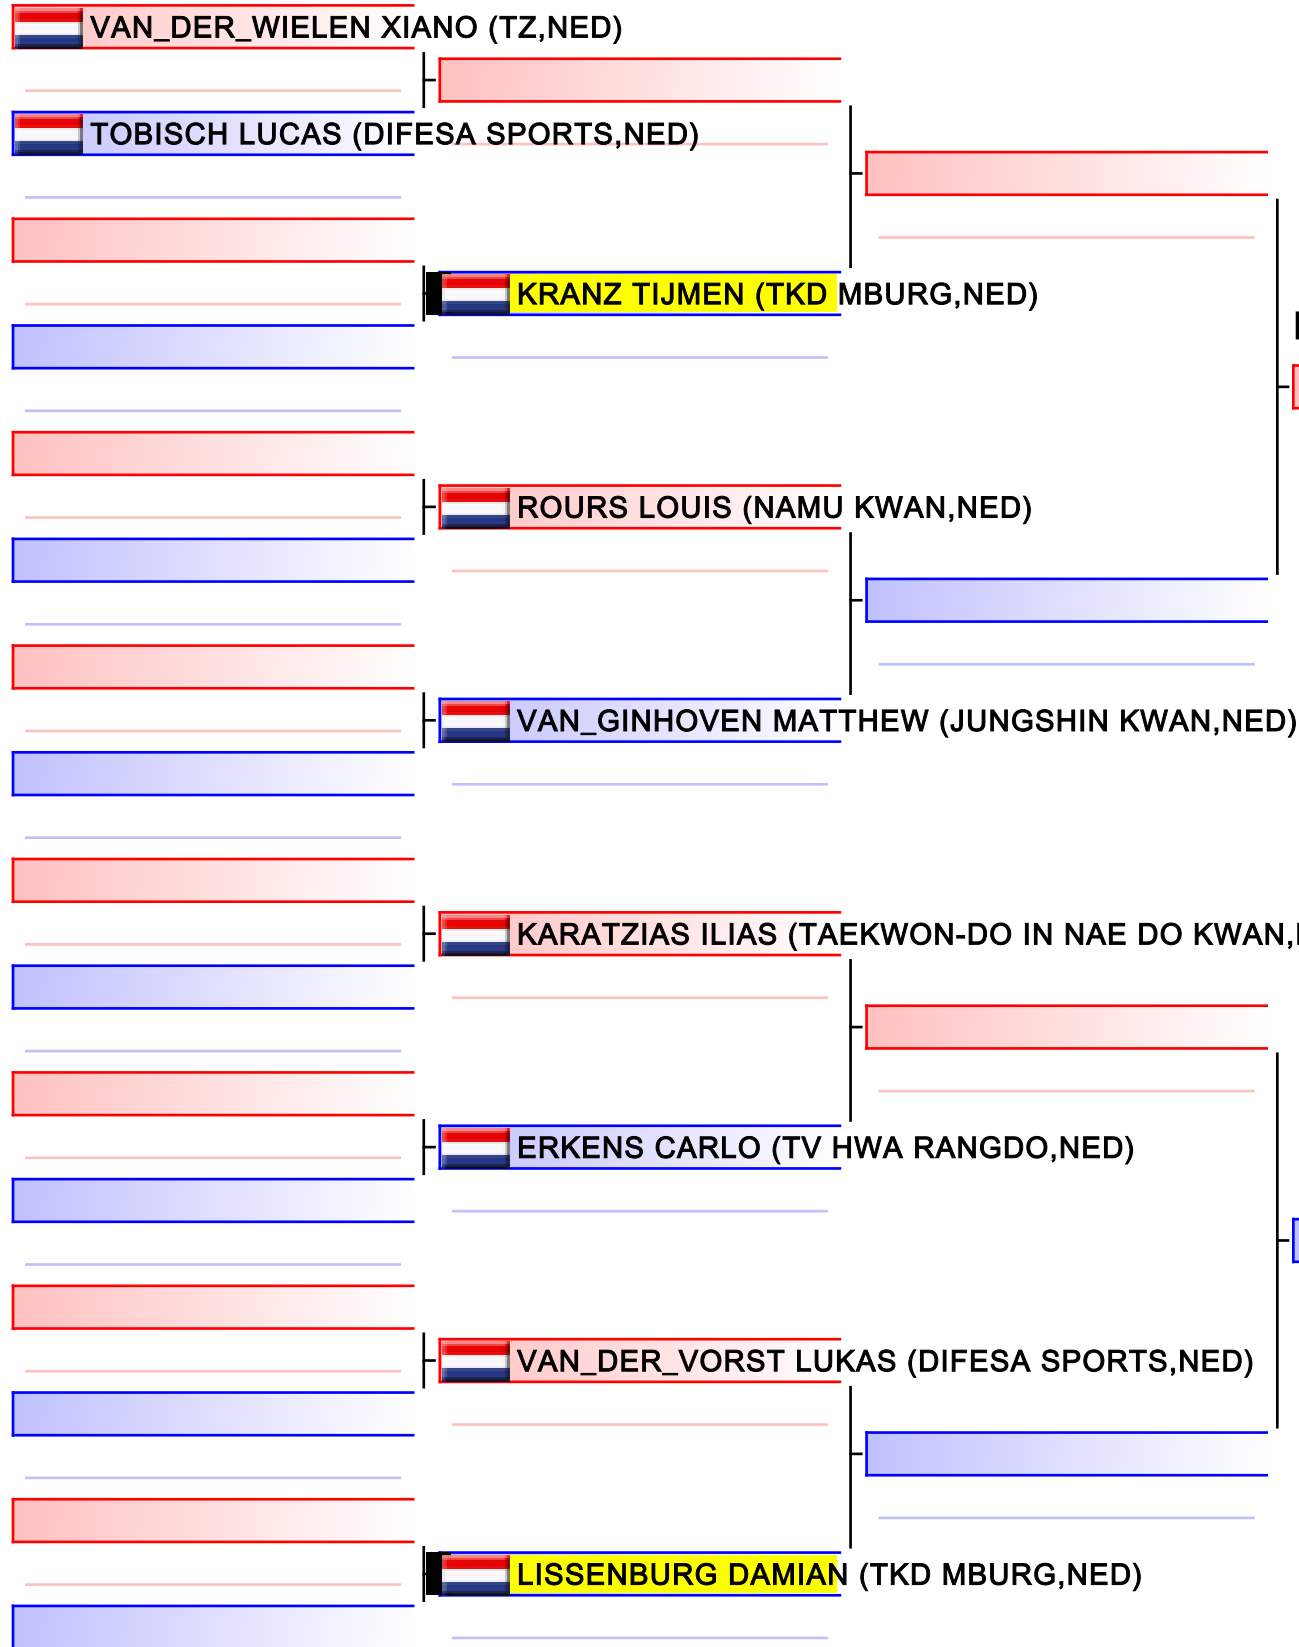 VAN_DER_WIELEN XIANO (TZ,NED)
TOBISCH LUCAS (DIFESA SPORTS,NED)
KRANZ TIJMEN (TKD MBURG,NED)
ROURS LOUIS (NAMU KWAN,NED)
VAN_GINHOVEN MATTHEW (JUNGSHIN KWAN,NED)
KARATZIAS ILIAS (TAEKWON-DO IN NAE DO KWAN,
ERKENS CARLO (TV HWA RANGDO,NED)
VAN_DER_VORST LUKAS (DIFESA SPORTS,NED)
LISSENBURG DAMIAN (TKD MBURG,NED)